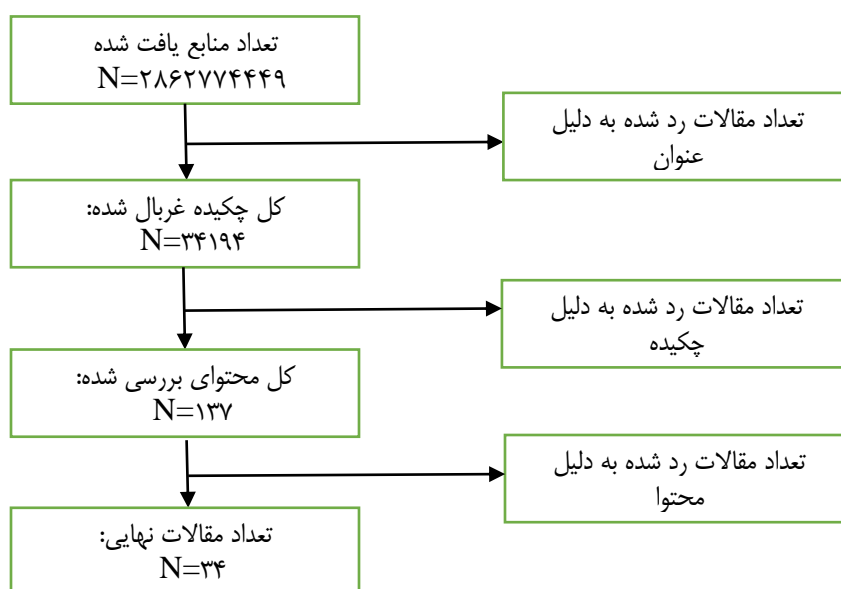 تعداد منابع یافت شده
N=۲۸۶۲۷۷۴۴۴۹
تعداد مقالات رد شده به دلیل
عنوان
کل چکیده غربال شده:
N=۳۴۱۹۴
تعداد مقالات رد شده به دلیل
چکیده
کل محتوای بررسی شده:
N=۱۳۷
تعداد مقالات رد شده به دلیل
محتوا
تعداد مقالات نهایی:
N=۳۴